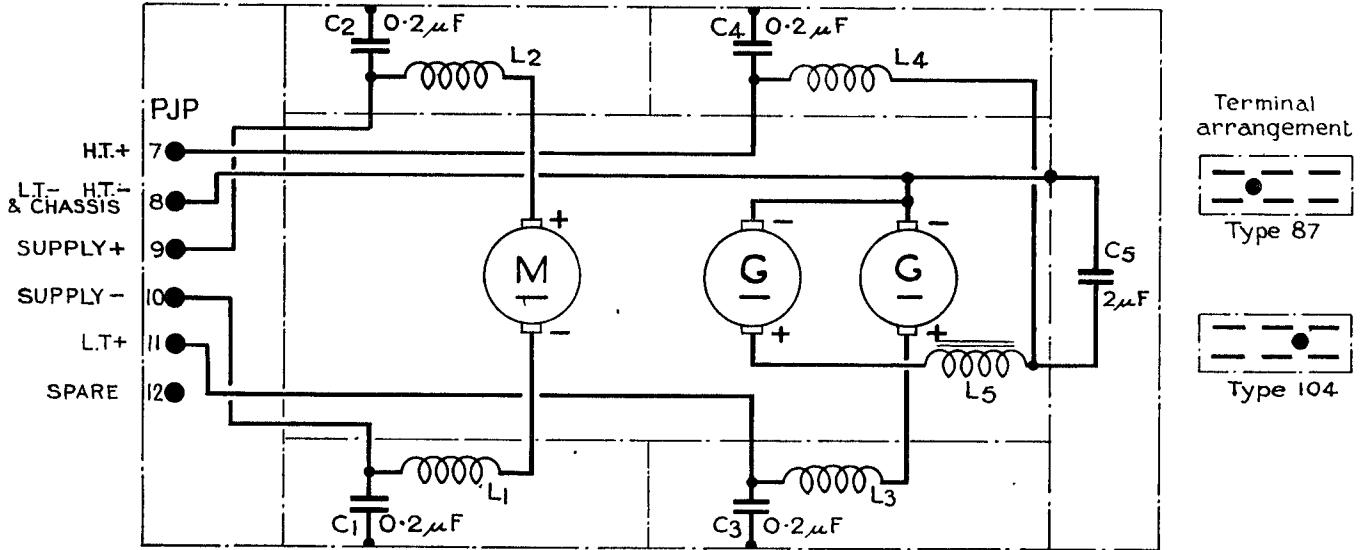 C2 0·2µF
L2
C4 0·2µF
L4
PJP
H.T.+ 7
L.T- H.T.-
& CHASSIS 8
SUPPLY+ 9
SUPPLY- 10
L.T+ 11
SPARE 12
+
M
-
-
G
+
-
G
+
C5
2µF
L5
L1
C1 0·2µF
L3
C3 0·2µF
Terminal
arrangement
Type 87
Type 104